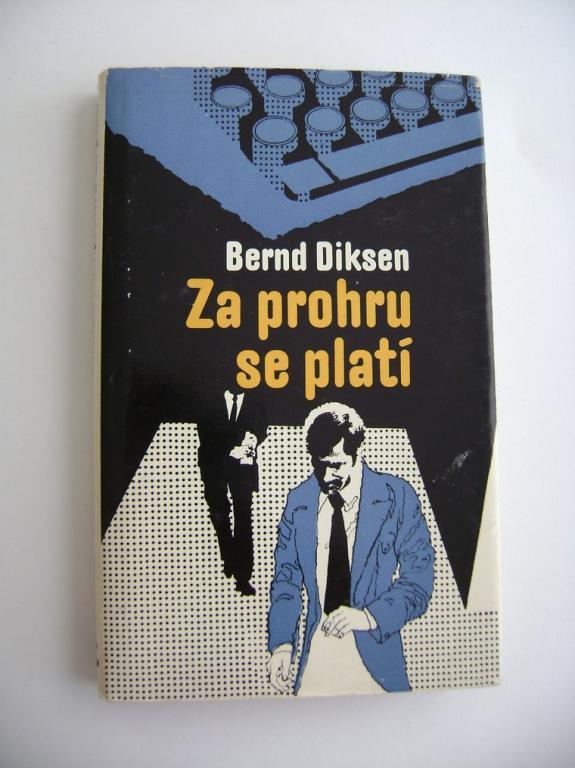 Bernd Diksen
Za prohru
se platí